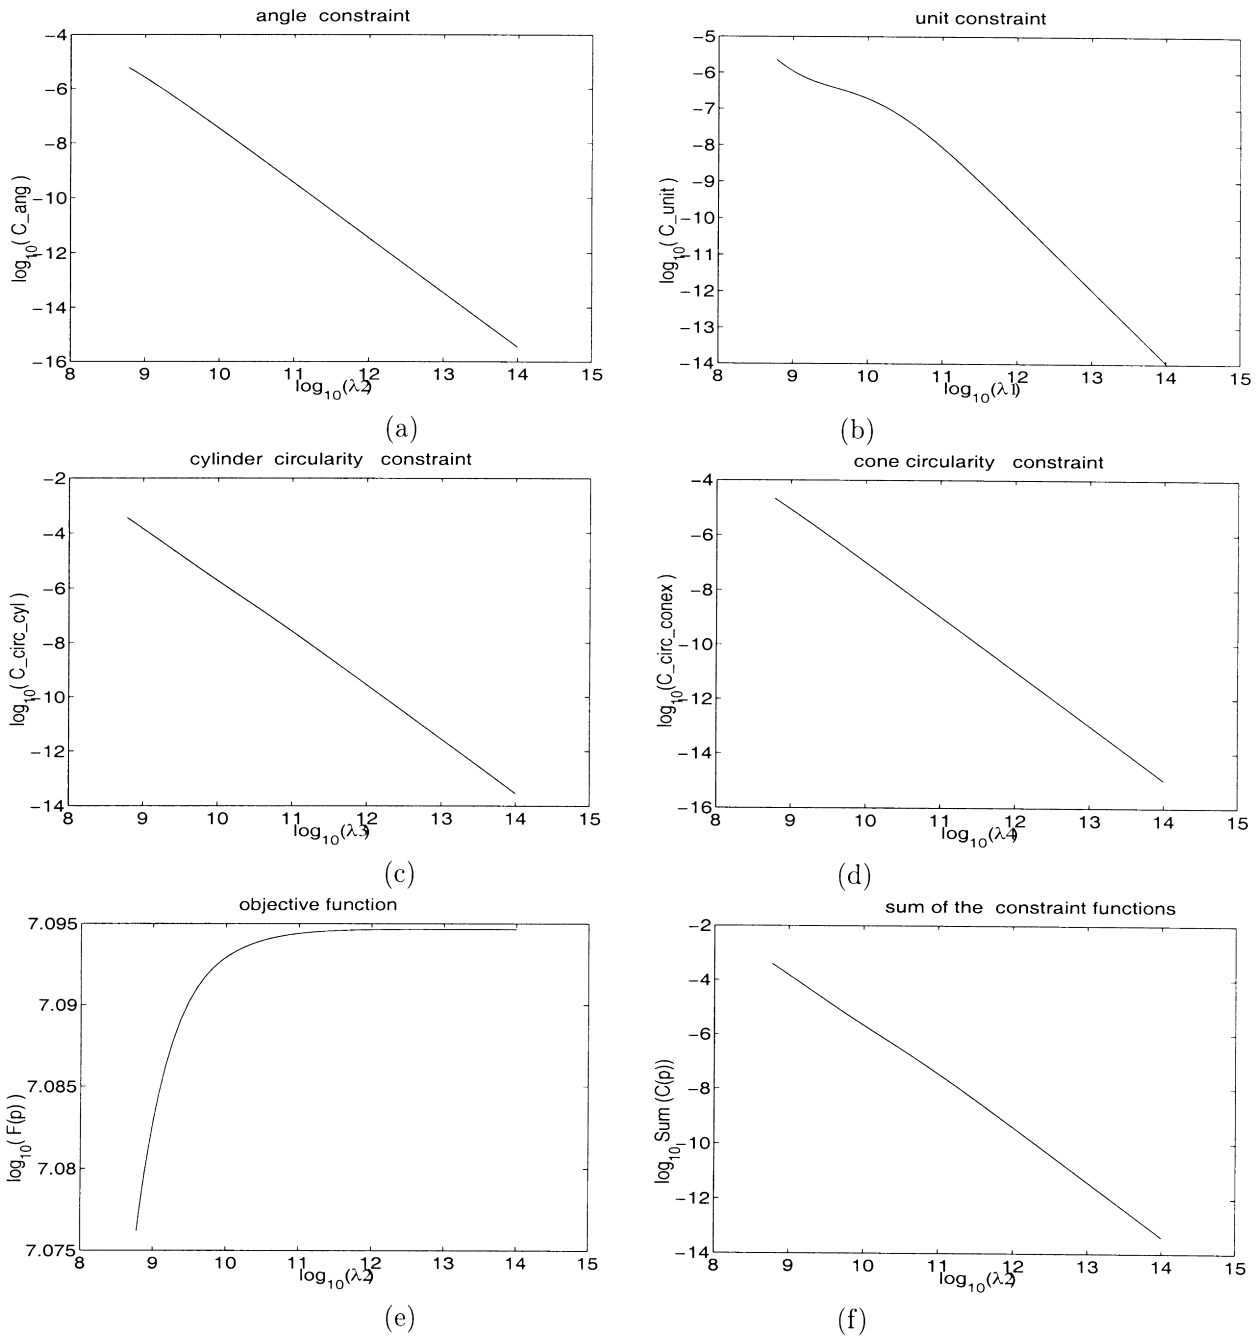 angle constraint
-4
-6
-8
-10
-12
-14
-16
log10( C_ang )
8 9 10 11 12 13 14 15
log10(λ2)
(a)
unit constraint
-5
-6
-7
-8
-9
-10
-11
-12
-13
-14
log10( C_unit )
8 9 10 11 12 13 14 15
log10(λ1)
(b)
cylinder circularity constraint
-2
-4
-6
-8
-10
-12
-14
log10( C_circ_cyl )
8 9 10 11 12 13 14 15
log10(λ3)
(c)
cone circularity constraint
-4
-6
-8
-10
-12
-14
-16
log10(C_circ_conex )
8 9 10 11 12 13 14 15
log10(λ4)
(d)
objective function
7.095
7.09
7.085
7.08
7.075
log10( F(p) )
8 9 10 11 12 13 14 15
log10(λ2)
(e)
sum of the constraint functions
-2
-4
-6
-8
-10
-12
-14
log10 Sum (C(p))
8 9 10 11 12 13 14 15
log10(λ2)
(f)